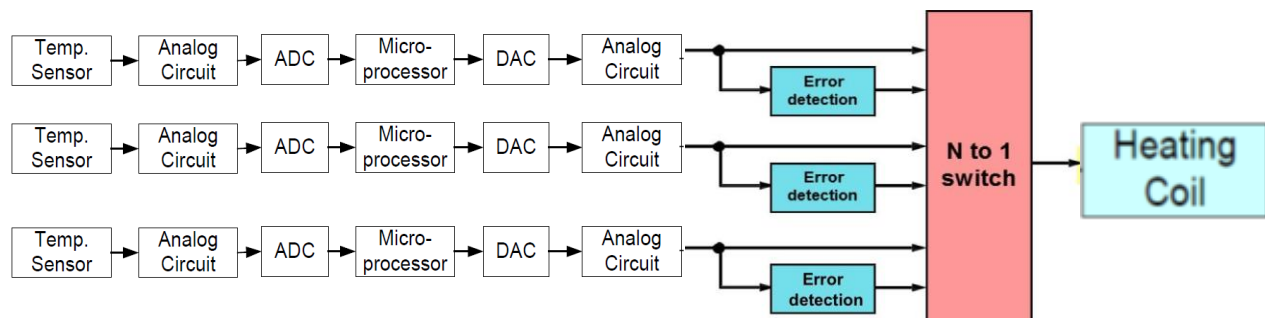 Temp.
Sensor
Analog
Circuit
ADC
Micro-
processor
DAC
Analog
Circuit
Error
detection
Temp.
Sensor
Analog
Circuit
ADC
Micro-
processor
DAC
Analog
Circuit
Error
detection
Temp.
Sensor
Analog
Circuit
ADC
Micro-
processor
DAC
Analog
Circuit
Error
detection
N to 1
switch
Heating
Coil